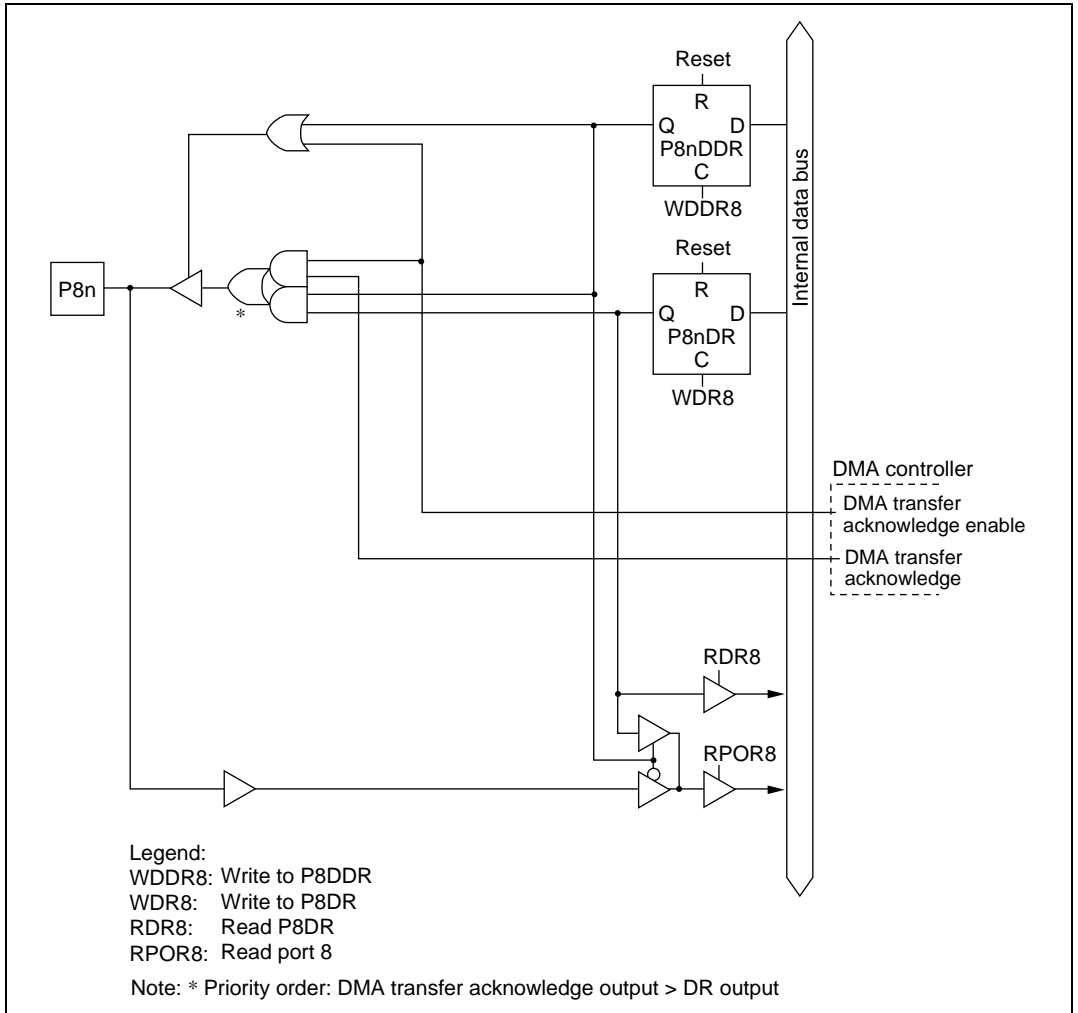 Reset
R
Q D
P8nDDR
C
WDDR8
Reset
R
Q D
P8nDR
C
WDR8
P8n
*
Internal data bus
DMA controller
DMA transfer
acknowledge enable
DMA transfer
acknowledge
RDR8
RPOR8
Legend:
WDDR8: Write to P8DDR
WDR8: Write to P8DR
RDR8: Read P8DR
RPOR8: Read port 8
Note: * Priority order: DMA transfer acknowledge output > DR output